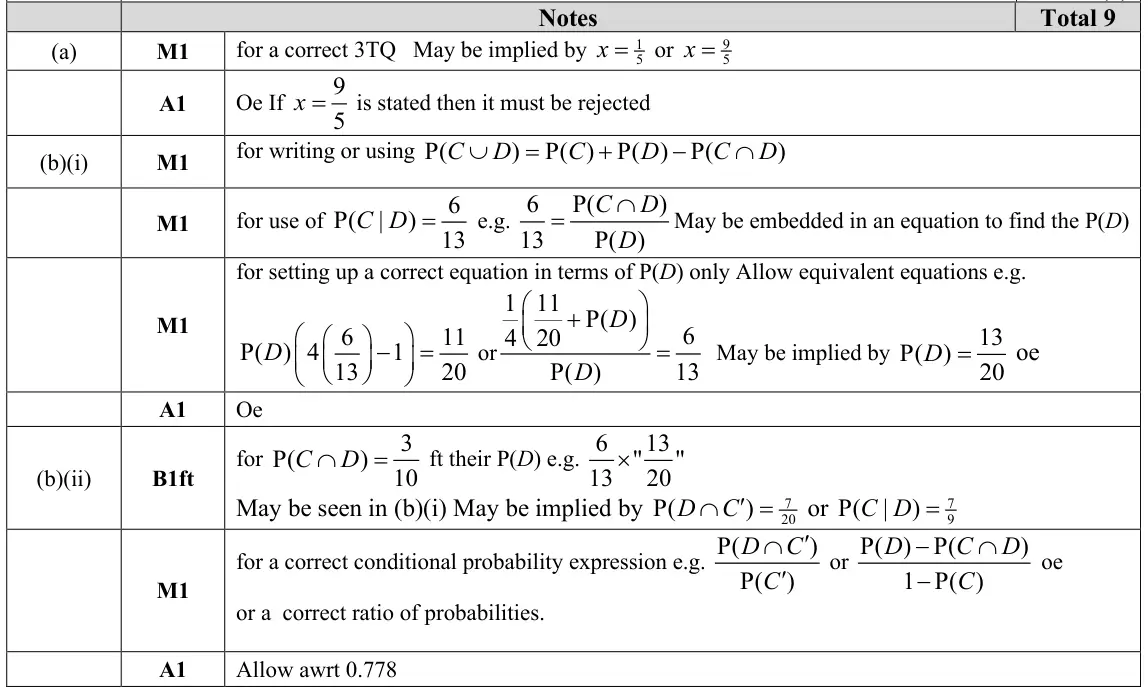 Notes Total 9
(a) M1 for a correct 3TQ May be implied by x = 1/5 or x = 9/5
A1 Oe If x = 9/5 is stated then it must be rejected
(b)(i) M1 for writing or using P(C ∪ D) = P(C) + P(D) − P(C ∩ D)
M1 for use of P(C | D) = 6/13 e.g. 6/13 = P(C ∩ D)/P(D) May be embedded in an equation to find the P(D)
for setting up a correct equation in terms of P(D) only Allow equivalent equations e.g.
M1 P(D)(4(6/13) − 1) = 11/20 or (1/4(11/20 + P(D)))/P(D) = 6/13 May be implied by P(D) = 13/20 oe
A1 Oe
(b)(ii) B1ft for P(C ∩ D) = 3/10 ft their P(D) e.g. 6/13 × "13/20"
May be seen in (b)(i) May be implied by P(D ∩ C′) = 7/20 or P(C | D) = 7/9
M1 for a correct conditional probability expression e.g. P(D ∩ C′)/P(C′) or (P(D) − P(C ∩ D))/(1 − P(C)) oe
or a correct ratio of probabilities.
A1 Allow awrt 0.778